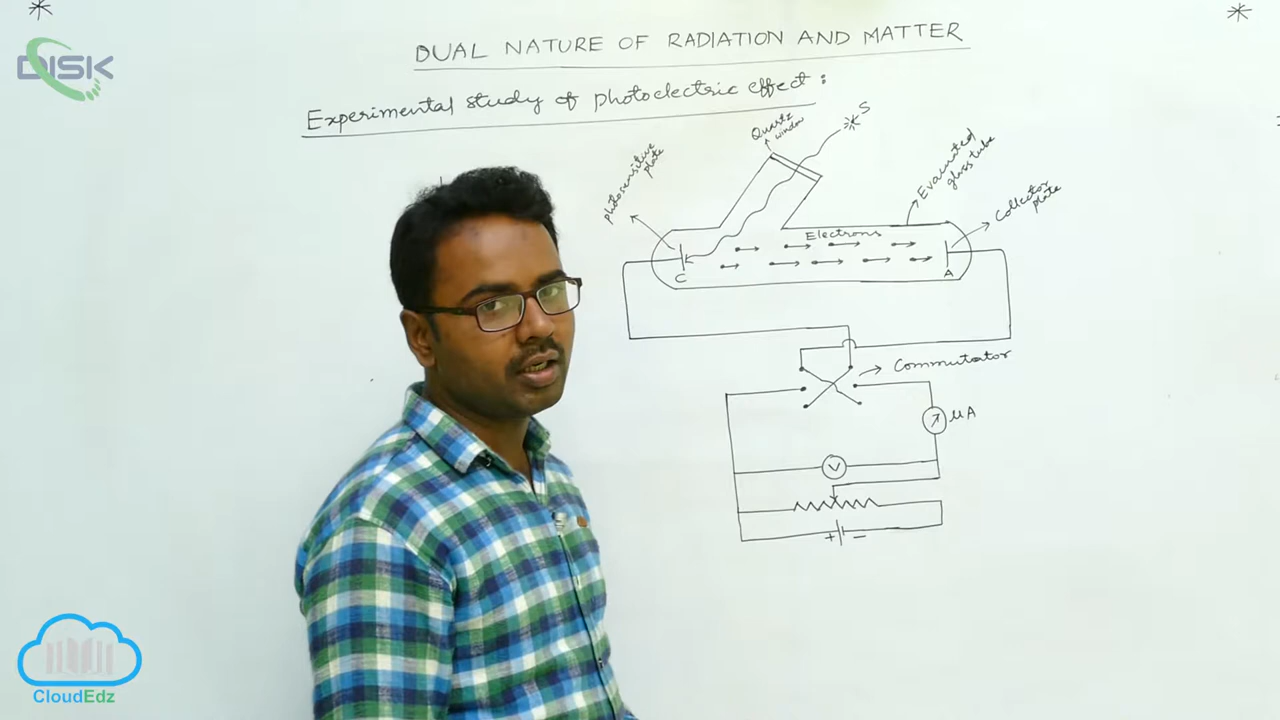 DISK
DUAL NATURE OF RADIATION AND MATTER
Experimental study of photoelectric effect :
Quartz
window
S
photosensitive
plate
Evacuated
glass tube
Collector
plate
Electrons
C
A
Commutator
μA
V
+ −
CloudEdz